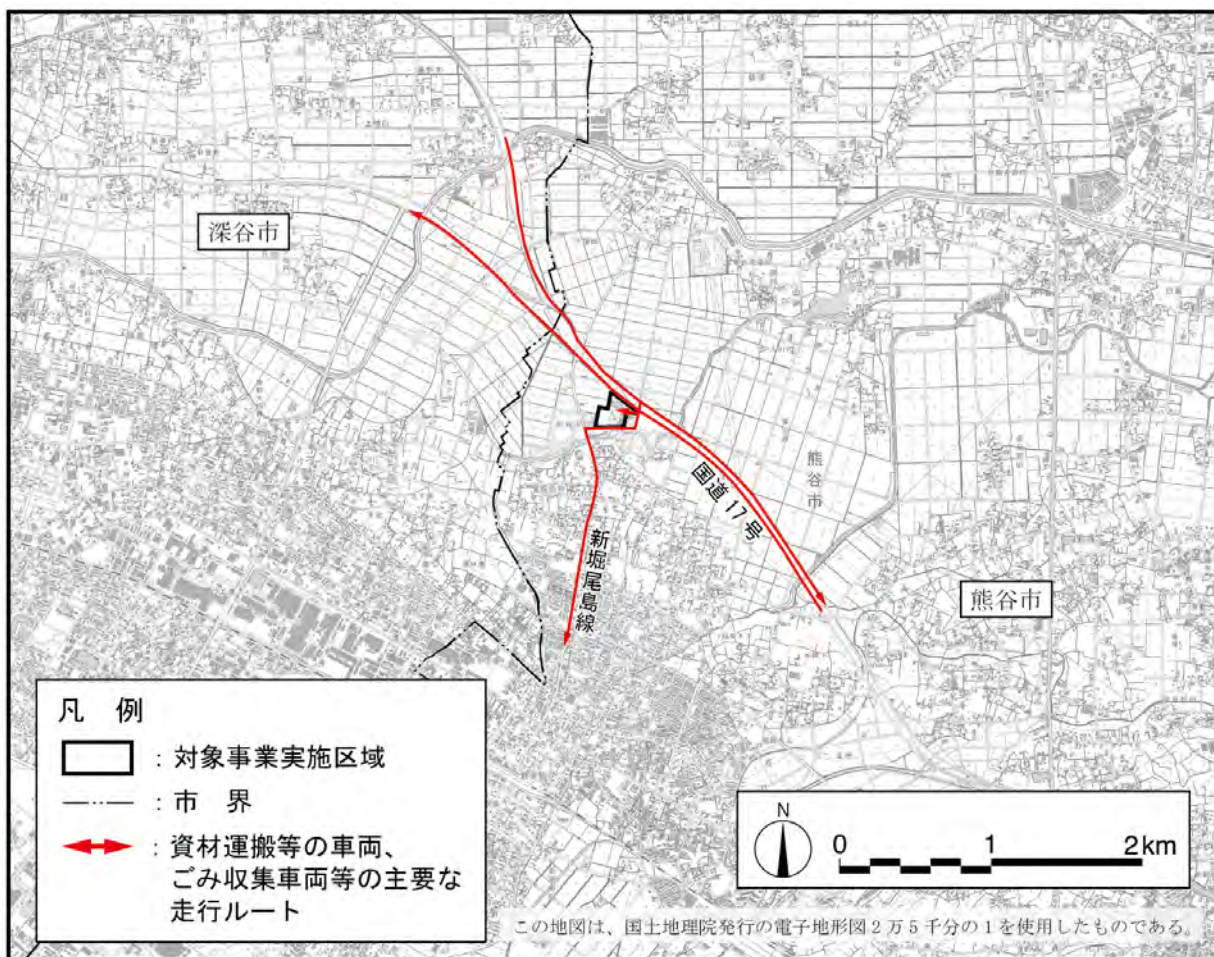 深谷市
熊谷市
国道 17 号
熊谷市
新堀尾島線
凡 例
: 対象事業実施区域
: 市 界
: 資材運搬等の車両、
ごみ収集車両等の主要な
走行ルート
N
0 1 2km
この地図は、国土地理院発行の電子地形図2万5千分の1を使用したものである。